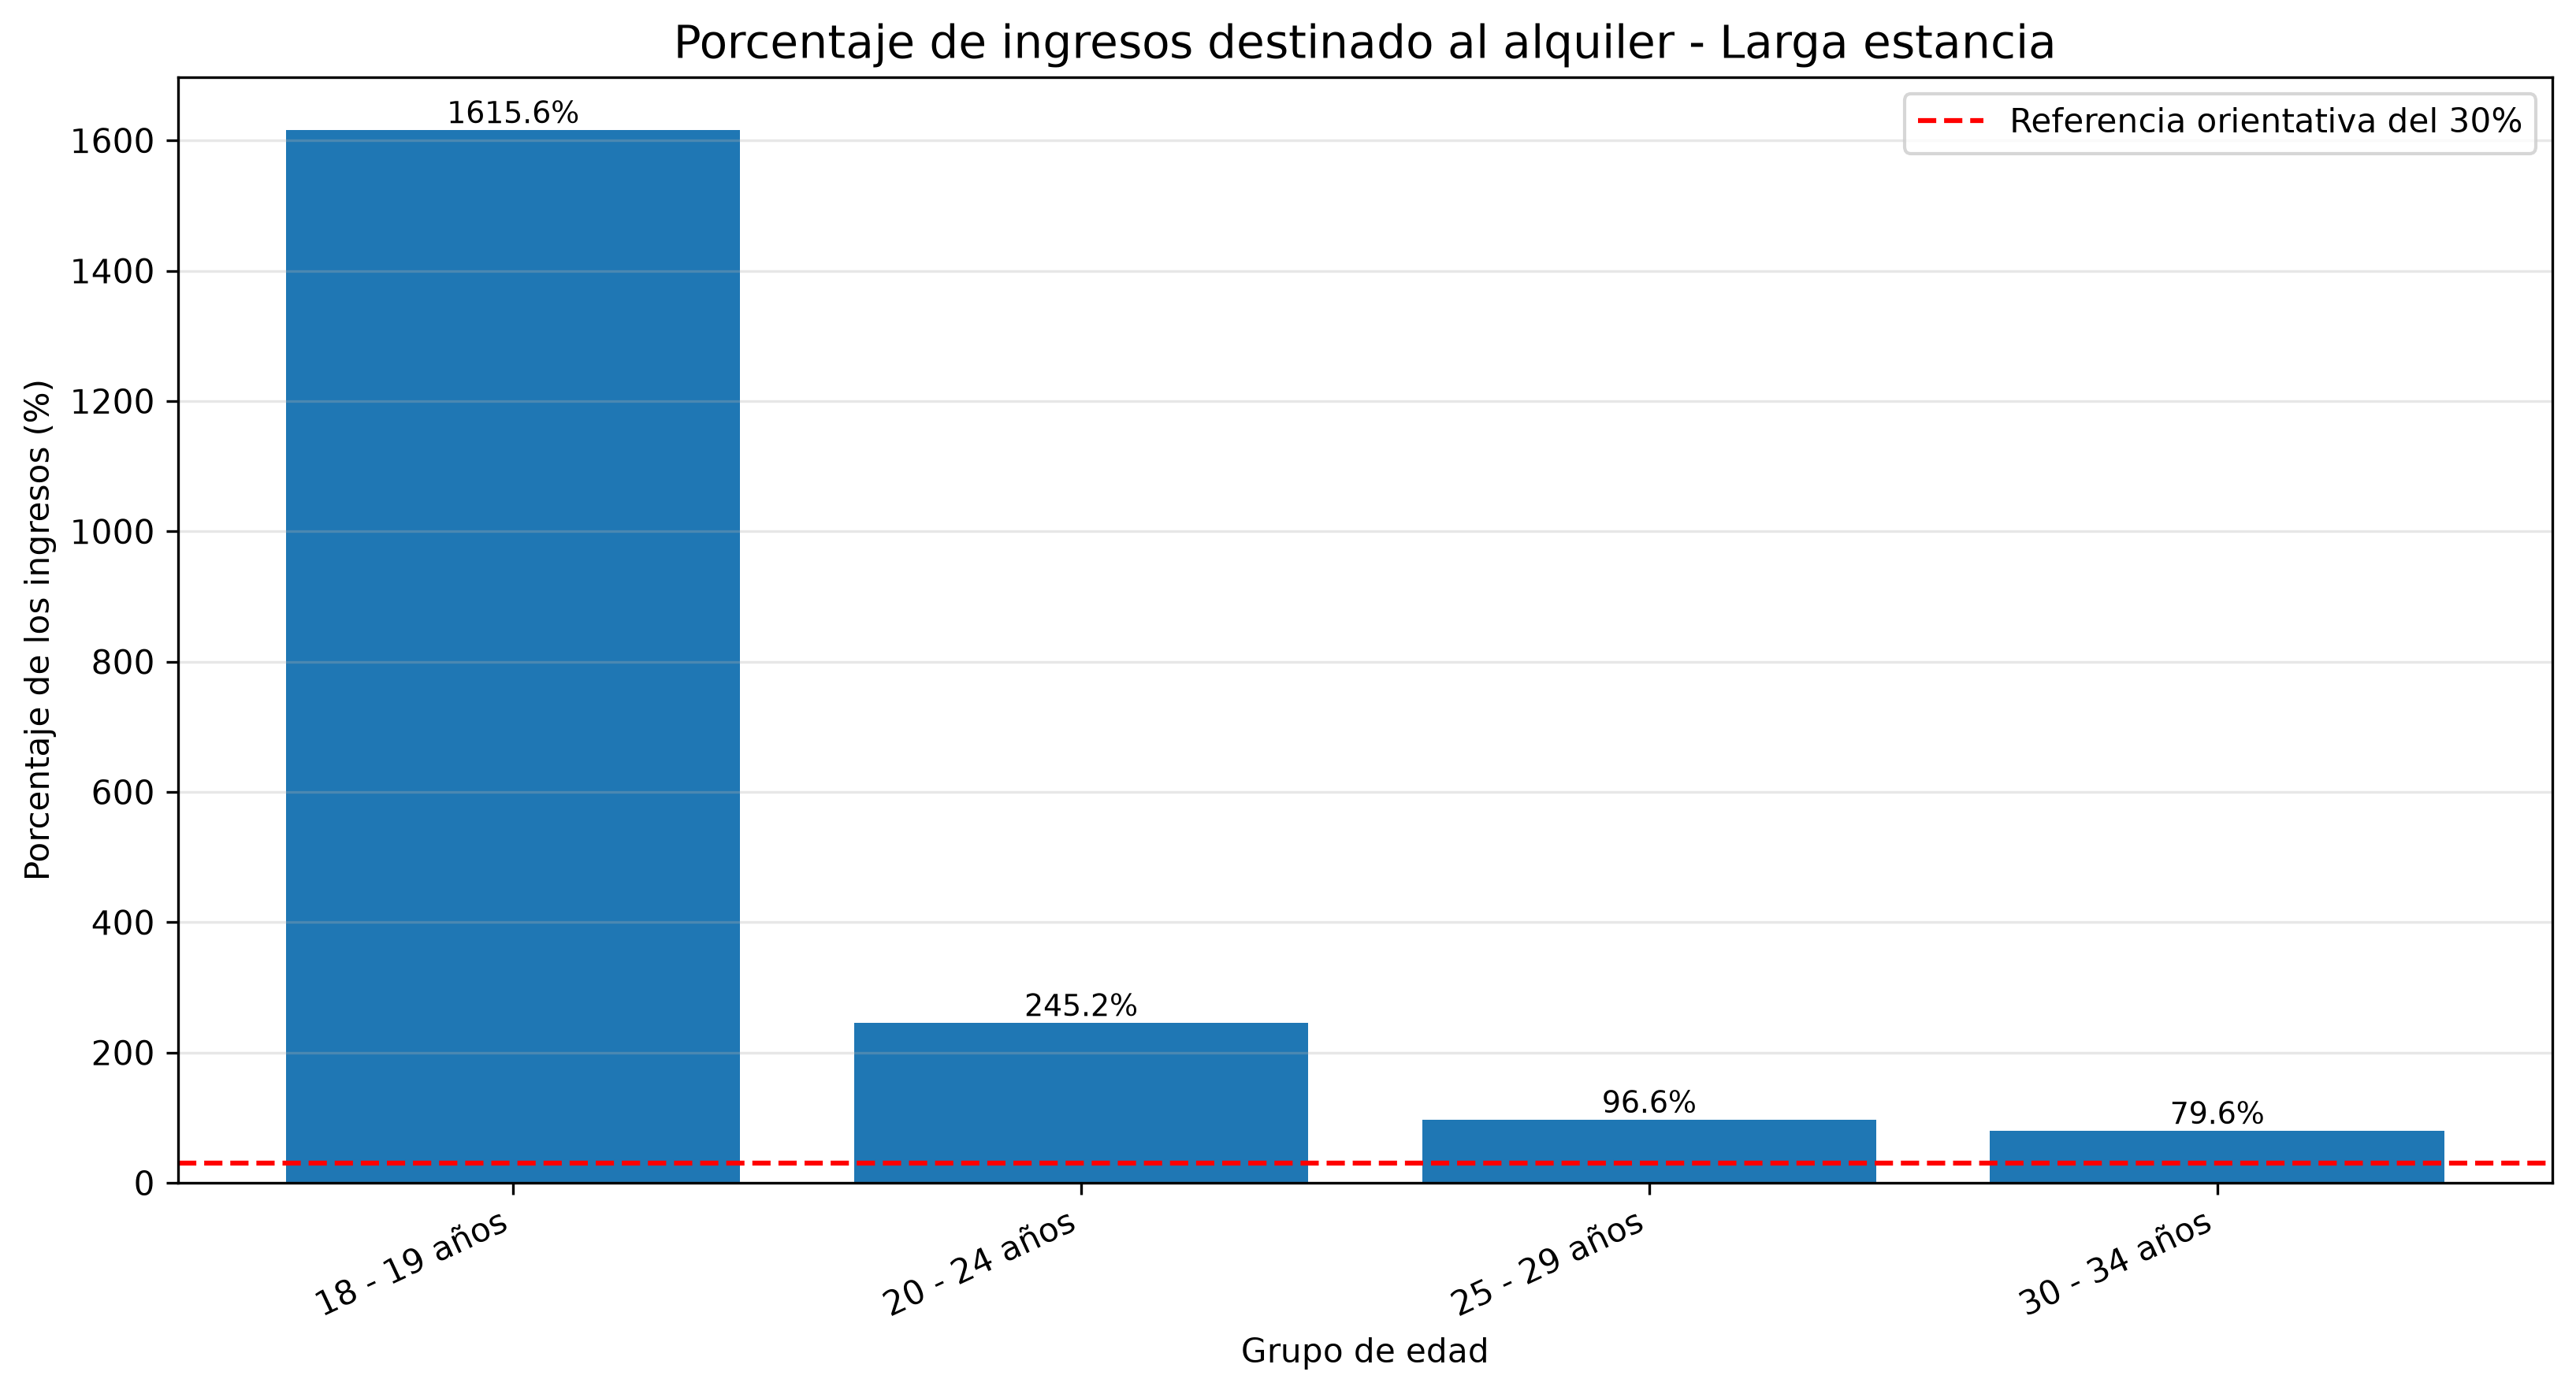 Porcentaje de ingresos destinado al alquiler - Larga estancia
Referencia orientativa del 30%
Porcentaje de los ingresos (%)
1600
1400
1200
1000
800
600
400
200
0
1615.6%
245.2%
96.6%
79.6%
18 - 19 años
20 - 24 años
25 - 29 años
30 - 34 años
Grupo de edad